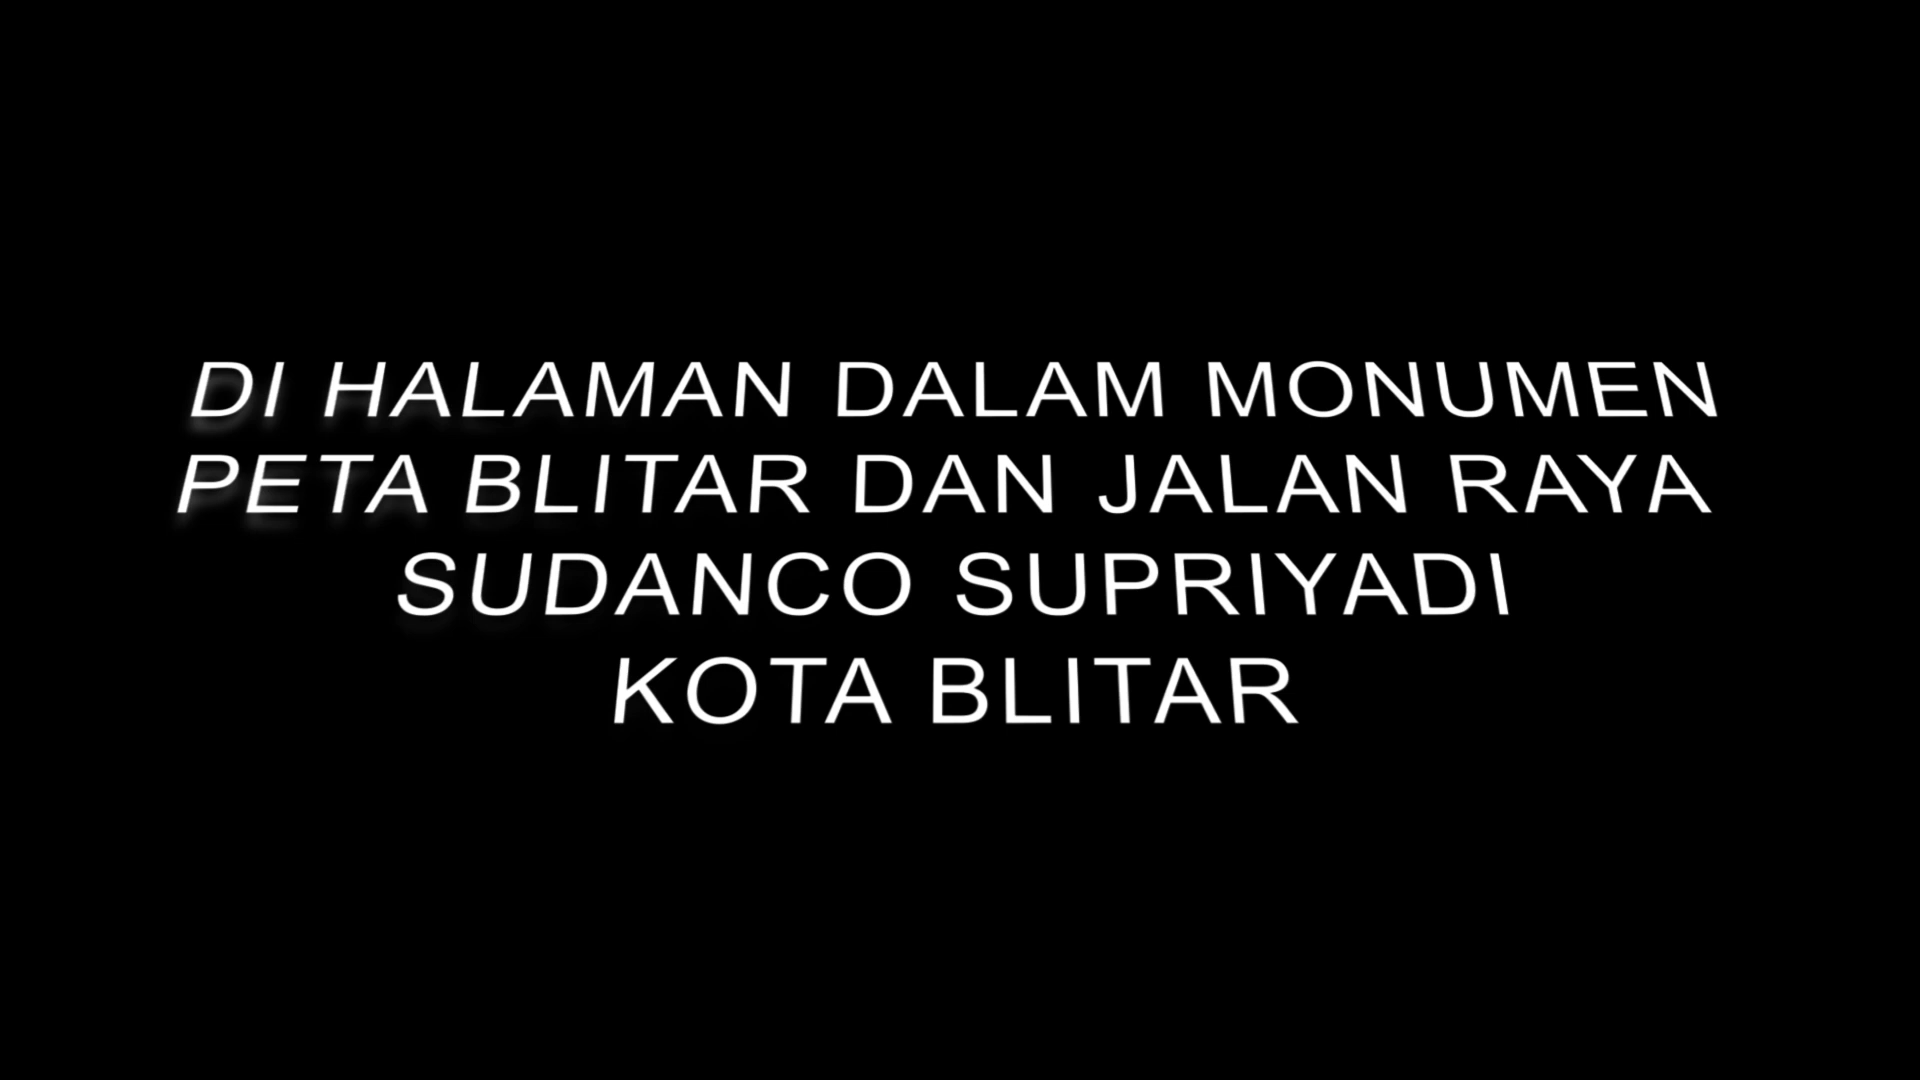 DI HALAMAN DALAM MONUMEN
PETA BLITAR DAN JALAN RAYA
SUDANCO SUPRIYADI
KOTA BLITAR